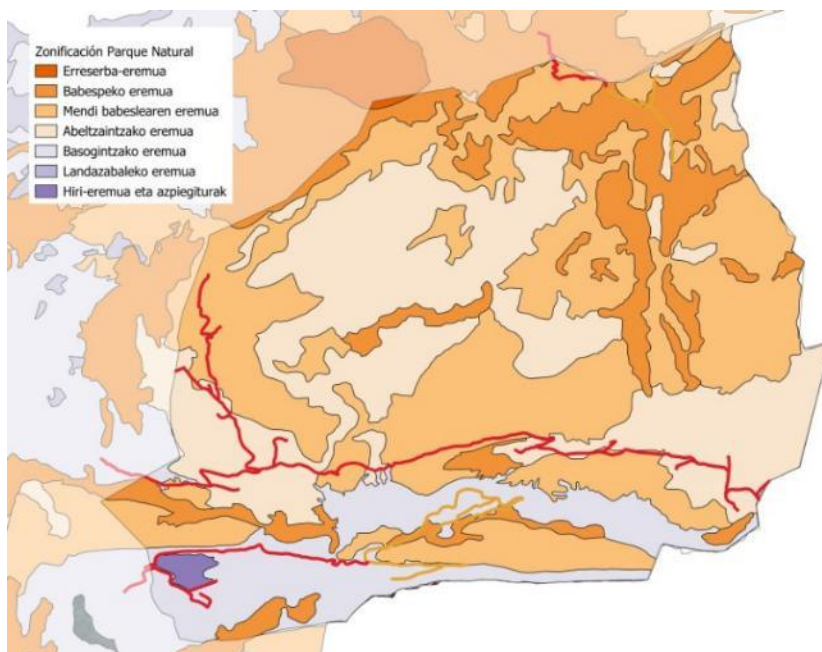 Zonificación Parque Natural
Erreserba-eremua
Babespeko eremua
Mendi babeslearen eremua
Abeltzaintzako eremua
Basogintzako eremua
Landazabaleko eremua
Hiri-eremua eta azpiegiturak